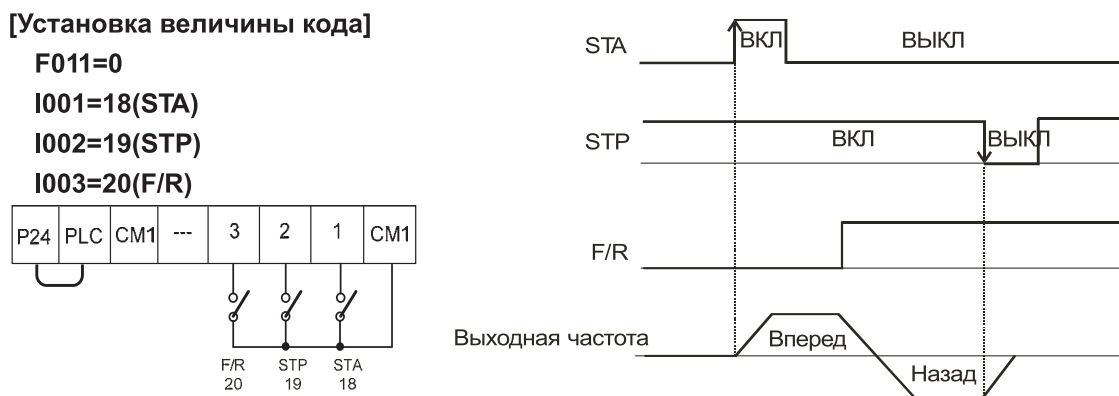 [Установка величины кода]
F011=0
I001=18(STA)
I002=19(STP)
I003=20(F/R)
P24 PLC CM1 --- 3 2 1 CM1
F/R STP STA
20 19 18
STA ВКЛ ВЫКЛ
STP ВКЛ ВЫКЛ
F/R
Выходная частота Вперед
Назад